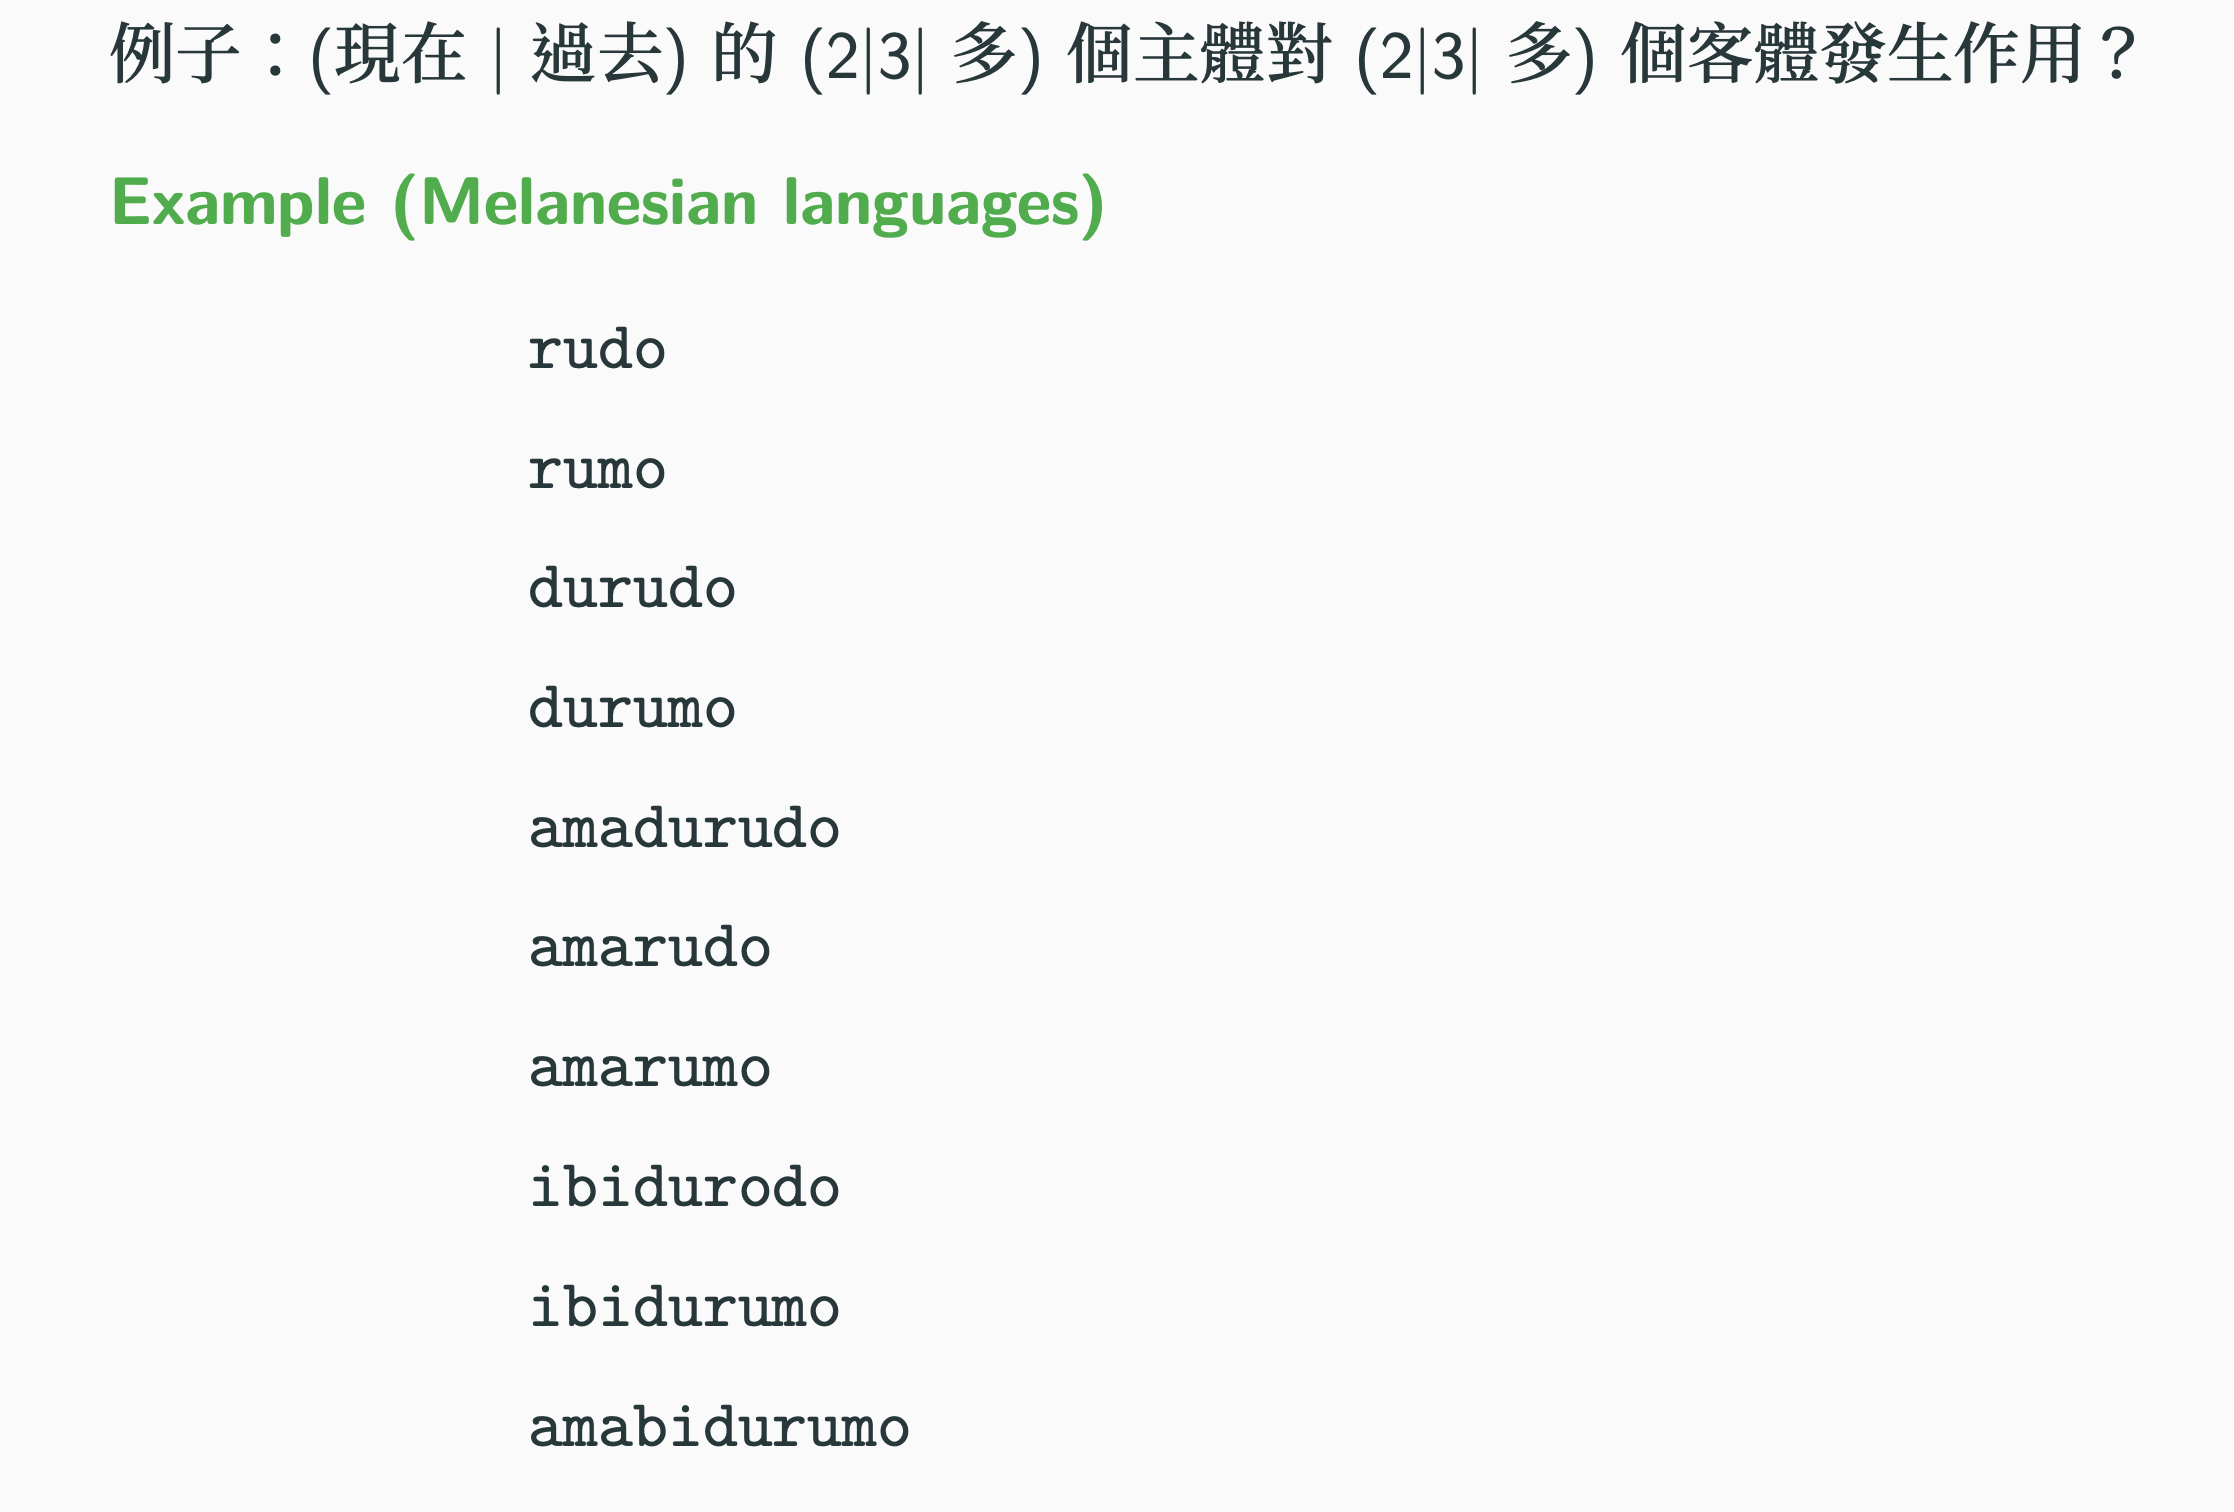 例子：(現在 | 過去) 的 (2|3| 多) 個主體對 (2|3| 多) 個客體發生作用？
Example (Melanesian languages)
rudo
rumo
durudo
durumo
amadurudo
amarudo
amarumo
ibidurodo
ibidurumo
amabidurumo